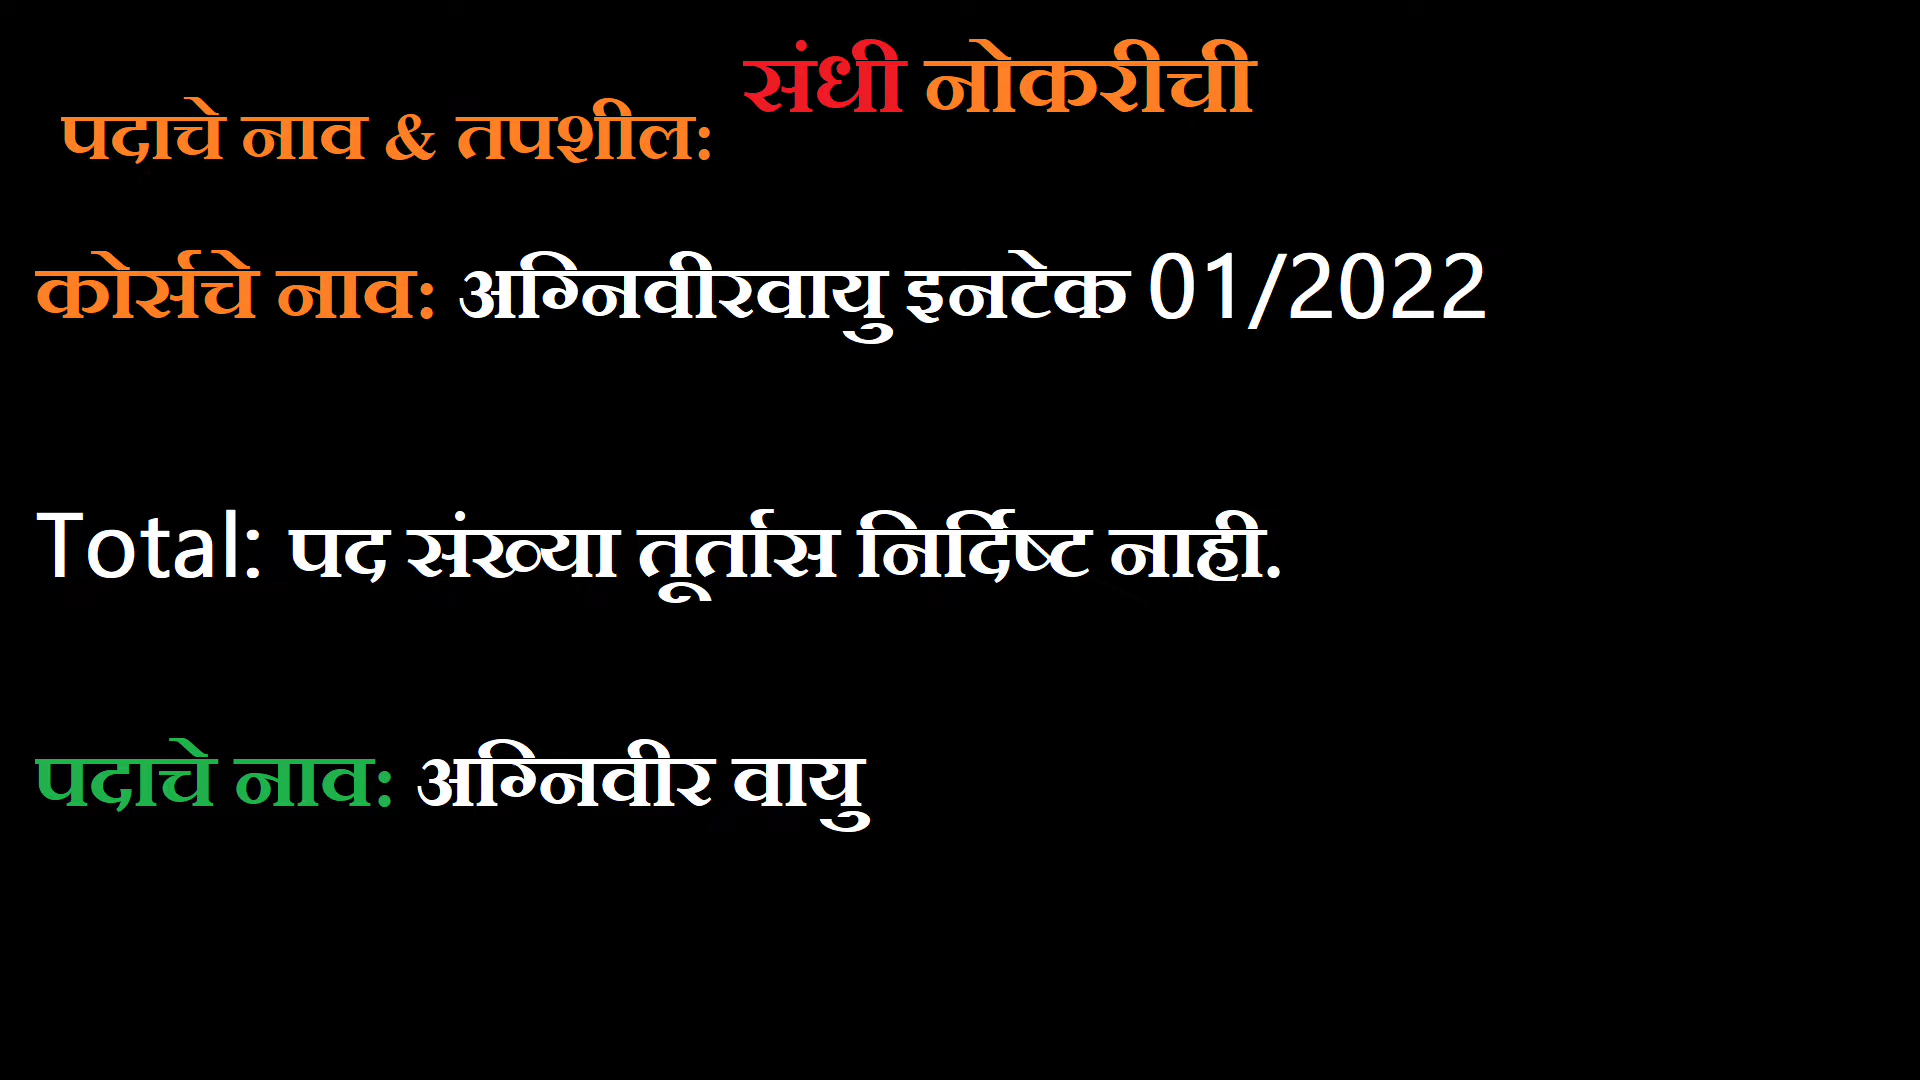 संधी नोकरीची
पदाचे नाव & तपशील:
कोर्सचे नाव: अग्निवीरवायु इनटेक 01/2022
Total: पद संख्या तूर्तास निर्दिष्ट नाही.
पदाचे नाव: अग्निवीर वायु